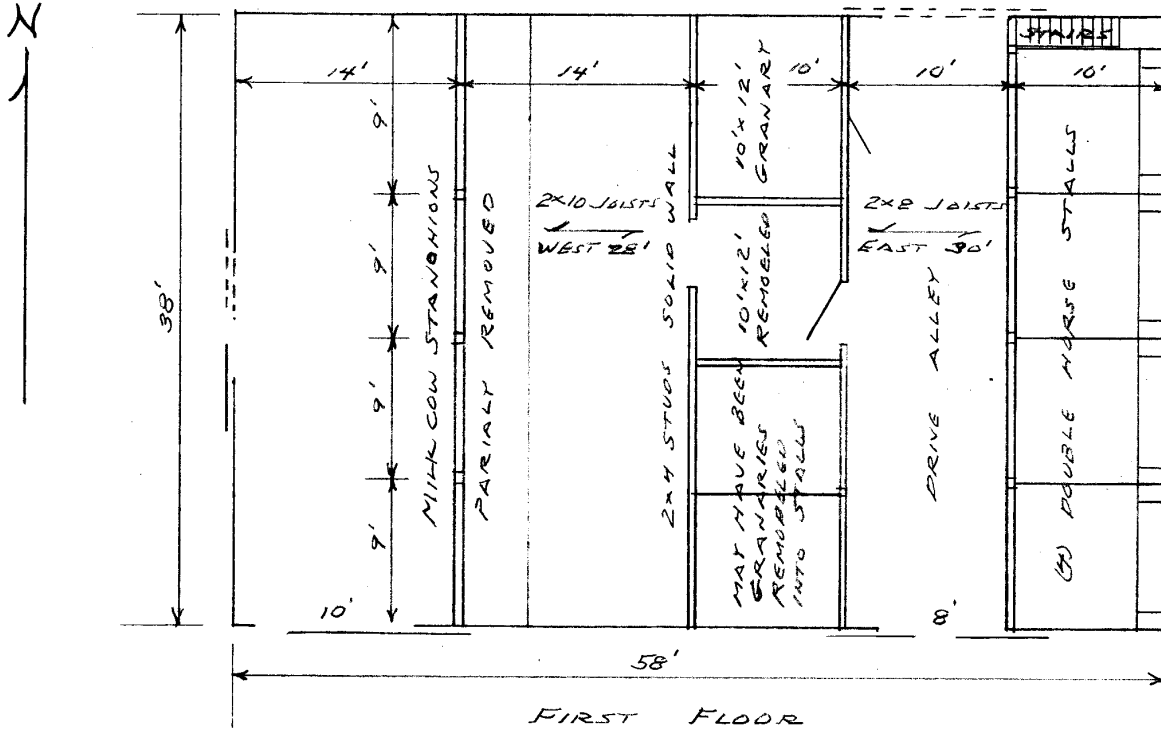 N
STAIRS
14'
14'
10'
10'
10'
9'
9'
9'
9'
38'
MILK COW STANCHIONS
PARIALY REMOVED
2X10 JOISTS
WEST 28'
2X4 STUDS SOLID WALL
10'X12'
GRANARY
10'X12'
REMODELED
MAY HAVE BEEN
GRANARIES
REMODELED
INTO STALLS
2X8 JOISTS
EAST 30'
DRIVE ALLEY
(4) DOUBLE HORSE STALLS
10'
8'
58'
FIRST FLOOR